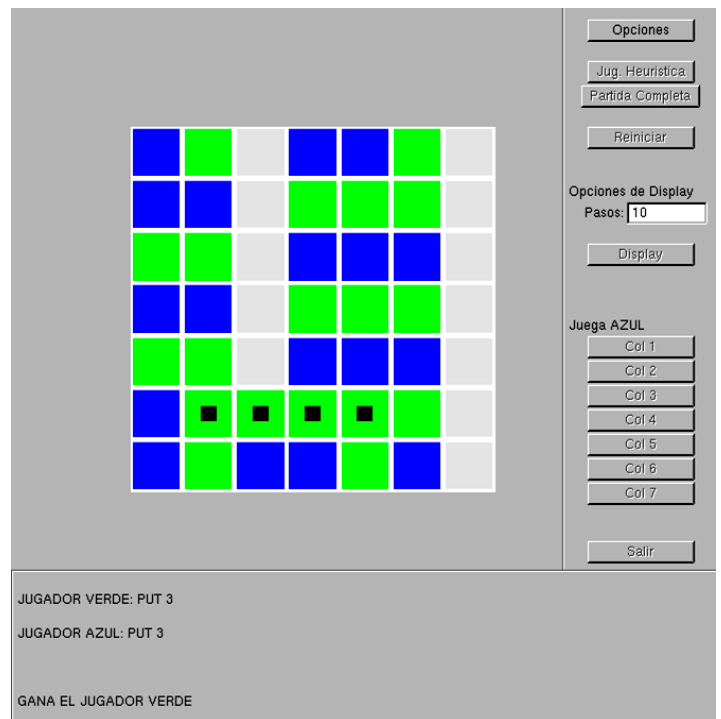 Opciones
Jug. Heuristica
Partida Completa
Reiniciar
Opciones de Display
Pasos: 10
Display
Juega AZUL
Col 1
Col 2
Col 3
Col 4
Col 5
Col 6
Col 7
Salir
JUGADOR VERDE: PUT 3
JUGADOR AZUL: PUT 3
GANA EL JUGADOR VERDE